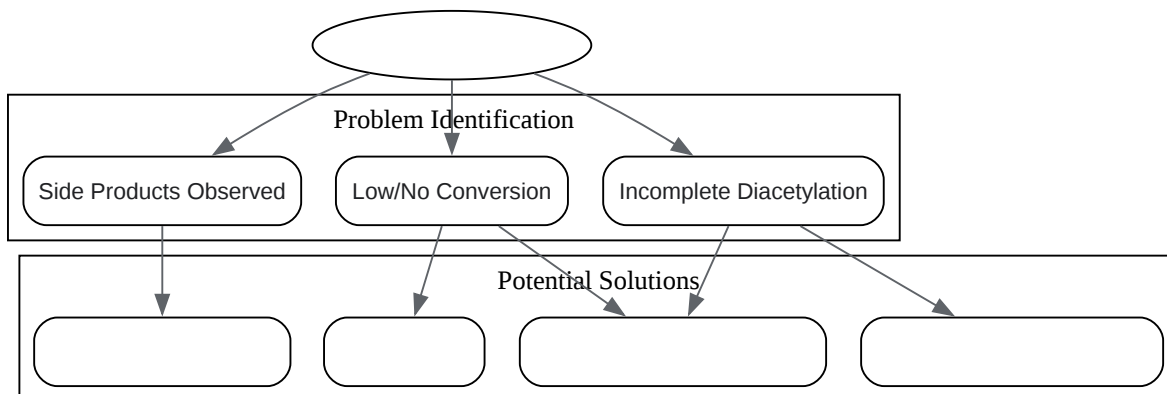 Problem Identification
Side Products Observed
Low/No Conversion
Incomplete Diacetylation
Potential Solutions